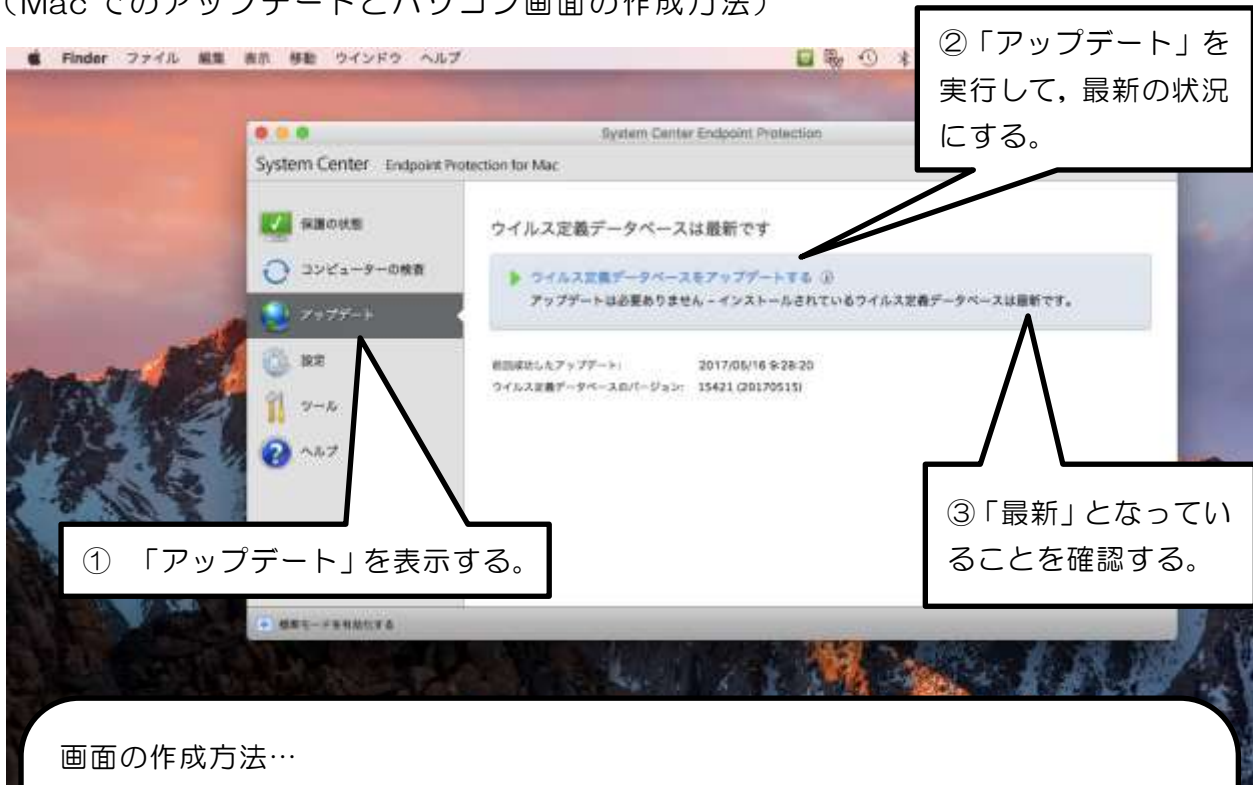 （Mac でのアップデートとパソコン画面の作成方法）
Finder ファイル 編集 表示 移動 ウインドウ ヘルプ
②「アップデート」を
実行して，最新の状況
にする。
System Center Endpoint Protection
System Center Endpoint Protection for Mac
保護の状態
コンピューターの検査
アップデート
設定
ツール
ヘルプ
ウイルス定義データベースは最新です
ウイルス定義データベースをアップデートする
アップデートは必要ありません - インストールされているウイルス定義データベースは最新です。
前回成功したアップデート: 2017/05/16 9:28:20
ウイルス定義データベースのバージョン: 15421 (20170515)
① 「アップデート」を表示する。
③「最新」となってい
ることを確認する。
標準モードを有効化する
画面の作成方法…